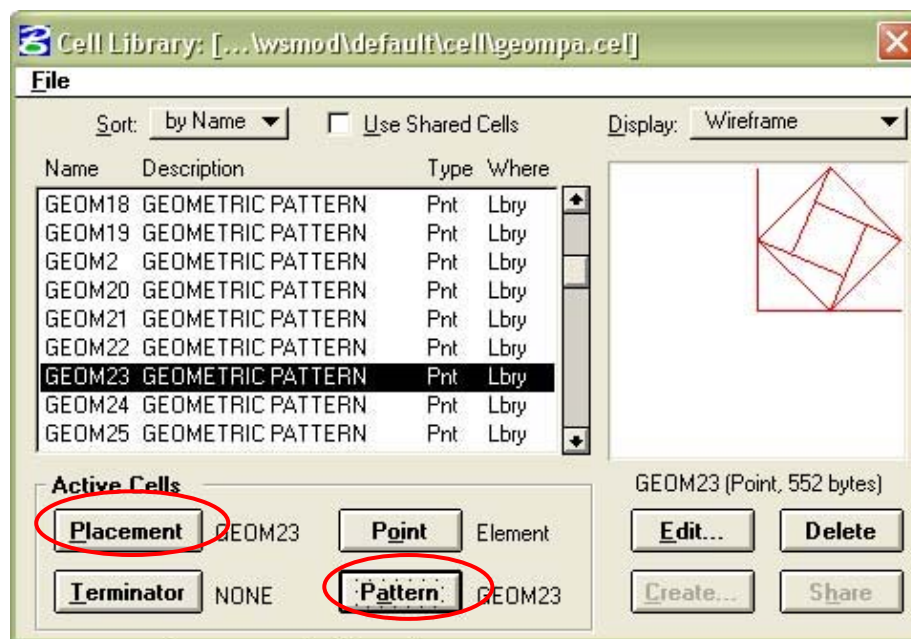 Cell Library: [...\wsmod\default\cell\geompa.cel]
File
Sort: by Name Use Shared Cells Display: Wireframe
Name Description Type Where
GEOM18 GEOMETRIC PATTERN Pnt Lbry
GEOM19 GEOMETRIC PATTERN Pnt Lbry
GEOM2 GEOMETRIC PATTERN Pnt Lbry
GEOM20 GEOMETRIC PATTERN Pnt Lbry
GEOM21 GEOMETRIC PATTERN Pnt Lbry
GEOM22 GEOMETRIC PATTERN Pnt Lbry
GEOM23 GEOMETRIC PATTERN Pnt Lbry
GEOM24 GEOMETRIC PATTERN Pnt Lbry
GEOM25 GEOMETRIC PATTERN Pnt Lbry
GEOM23 (Point, 552 bytes)
Active Cells
Placement GEOM23 Point Element Edit... Delete
Terminator NONE Pattern GEOM23 Create... Share